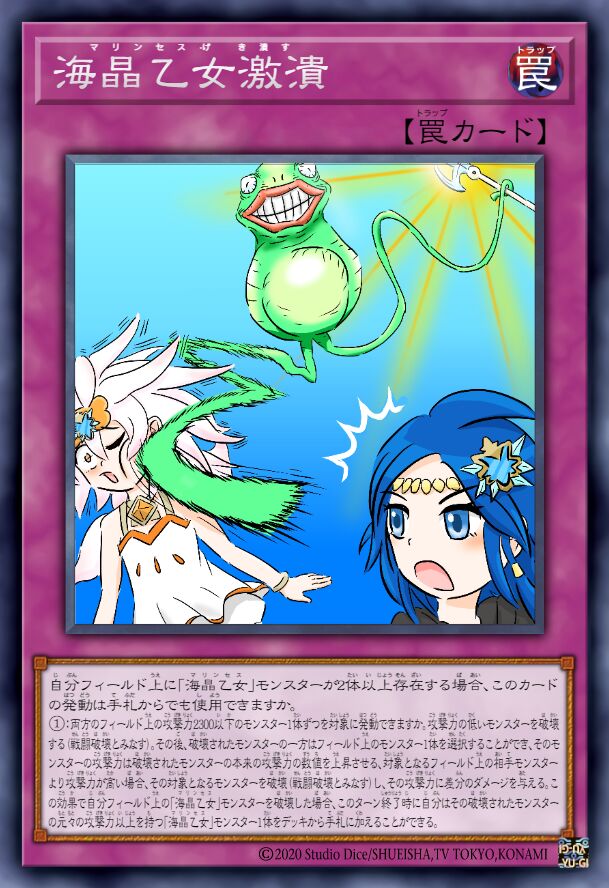 海晶乙女激潰
マリンセスげ き潰す
トラップ
罠
トラップ
【罠カード】
自分フィールド上に「海晶乙女」モンスターが2体以上存在する場合、このカード
の発動は手札からでも使用できますか。
①:両方のフィールド上の攻撃力2300以下のモンスター1体ずつを対象に発動できますか。攻撃力の低いモンスターを破壊
する(戦闘破壊とみなす)。その後、破壊されたモンスターの一方はフィールド上のモンスター1体を選択することができ、そのモ
ンスターの攻撃力は破壊されたモンスターの本来の攻撃力の数値を上昇させる、対象となるフィールド上の相手モンスター
より攻撃力が高い場合、その対象となるモンスターを破壊(戦闘破壊とみなす)し、その攻撃力に差分のダメージを与える。こ
の効果で自分フィールド上の「海晶乙女」モンスターを破壊した場合、このターン終了時に自分はその破壊されたモンスター
の元々の攻撃力以上を持つ「海晶乙女」モンスター1体をデッキから手札に加えることができる。
©2020 Studio Dice/SHUEISHA,TV TOKYO,KONAMI